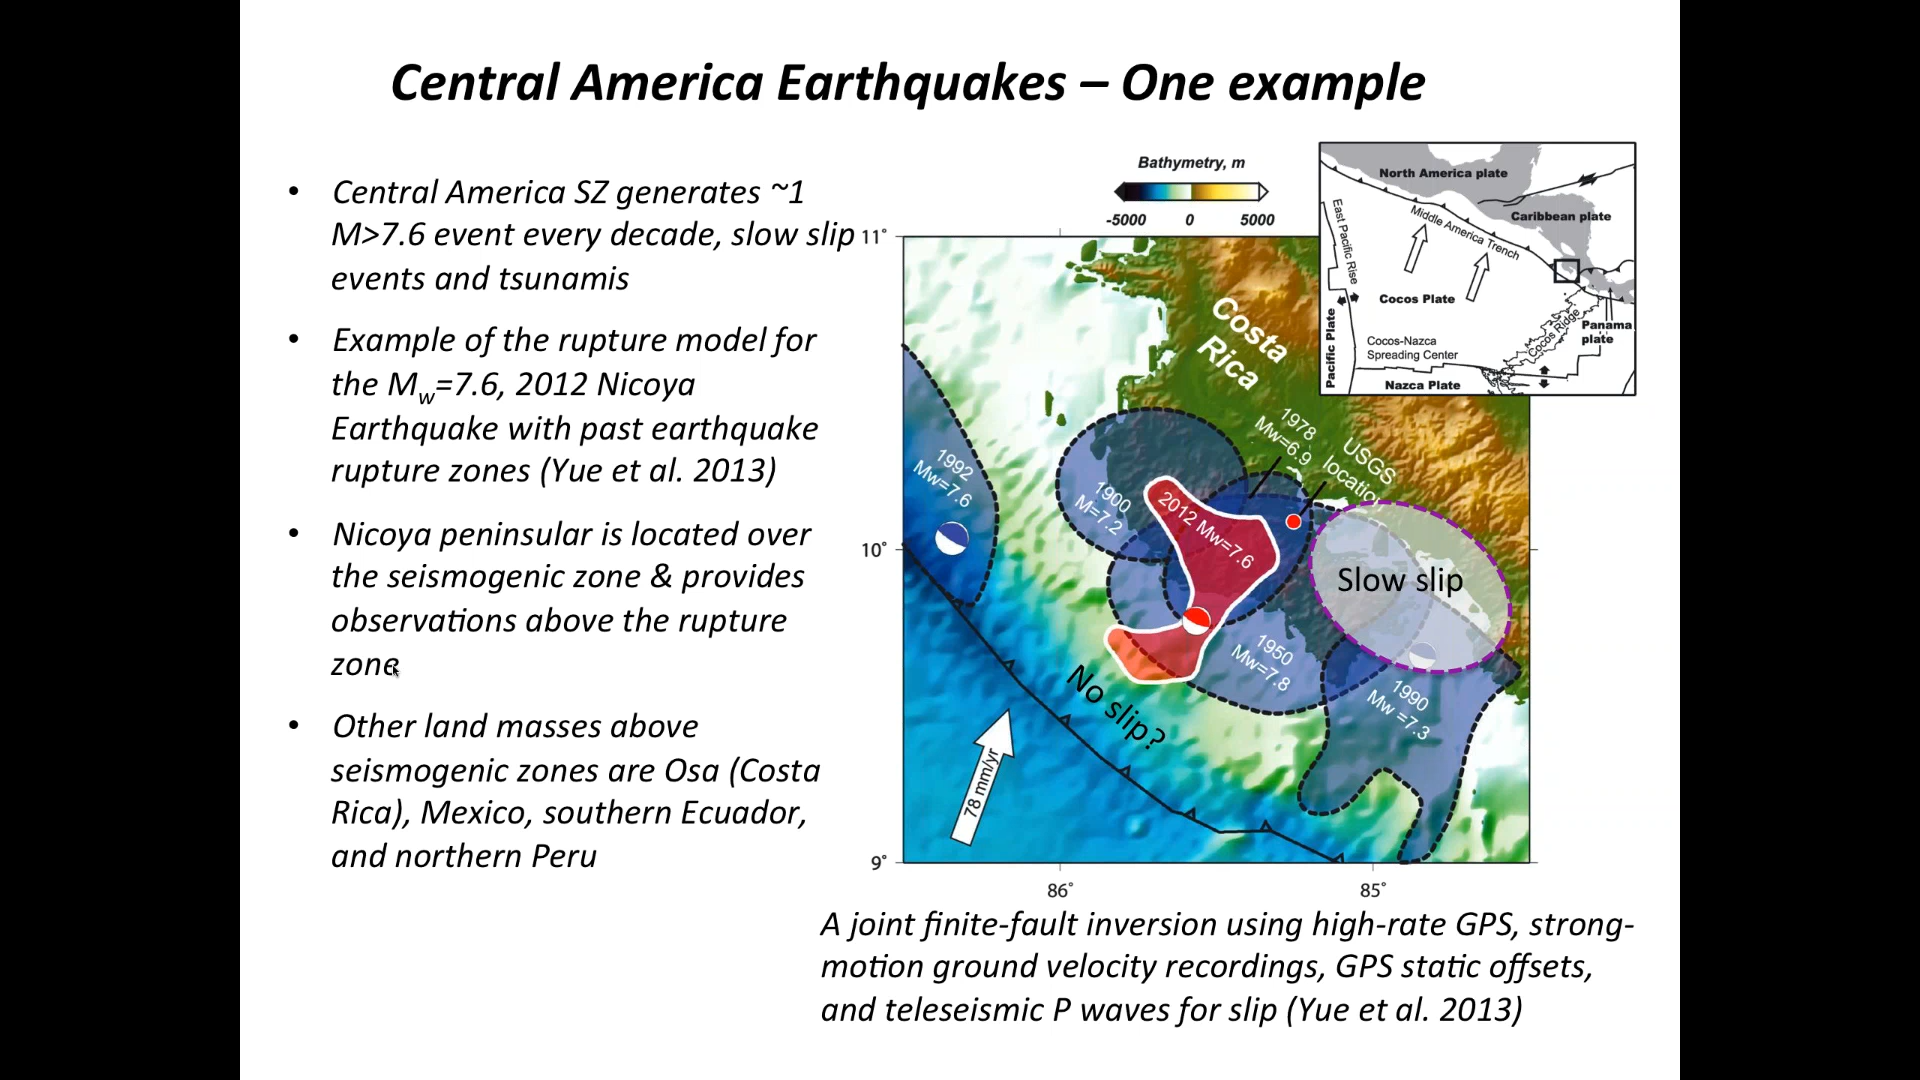 Central America Earthquakes – One example
• Central America SZ generates ~1
M>7.6 event every decade, slow slip
events and tsunamis
• Example of the rupture model for
the Mw=7.6, 2012 Nicoya
Earthquake with past earthquake
rupture zones (Yue et al. 2013)
• Nicoya peninsular is located over
the seismogenic zone & provides
observations above the rupture
zone
• Other land masses above
seismogenic zones are Osa (Costa
Rica), Mexico, southern Ecuador,
and northern Peru
Bathymetry, m
-5000 0 5000
North America plate
Caribbean plate
Middle America Trench
East Pacific Rise
Cocos Plate
Pacific Plate
Cocos Ridge
Panama
plate
Cocos-Nazca
Spreading Center
Nazca Plate
11°
10°
9°
86° 85°
Costa
Rica
1978
Mw=6.9
USGS
location
1992
Mw=7.6
1900
M=7.2
2012 Mw=7.6
Slow slip
1950
Mw=7.8
1990
Mw =7.3
No slip?
78 mm/yr
A joint finite-fault inversion using high-rate GPS, strong-
motion ground velocity recordings, GPS static offsets,
and teleseismic P waves for slip (Yue et al. 2013)